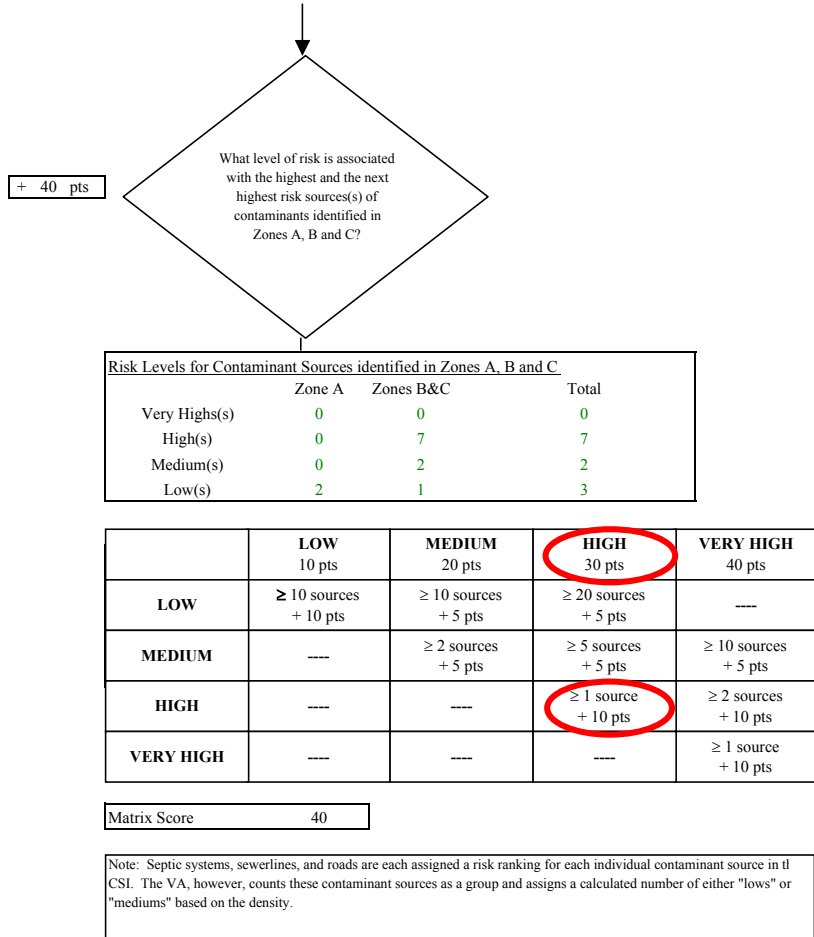 What level of risk is associated
with the highest and the next
highest risk sources(s) of
contaminants identified in
Zones A, B and C?
+ 40 pts
Risk Levels for Contaminant Sources identified in Zones A, B and C
Zone A Zones B&C Total
Very Highs(s) 0 0 0
High(s) 0 7 7
Medium(s) 0 2 2
Low(s) 2 1 3
LOW MEDIUM HIGH VERY HIGH
10 pts 20 pts 30 pts 40 pts
LOW ≥ 10 sources + 10 pts ≥ 10 sources + 5 pts ≥ 20 sources + 5 pts ----
MEDIUM ---- ≥ 2 sources + 5 pts ≥ 5 sources + 5 pts ≥ 10 sources + 5 pts
HIGH ---- ---- ≥ 1 source + 10 pts ≥ 2 sources + 10 pts
VERY HIGH ---- ---- ---- ≥ 1 source + 10 pts
Matrix Score 40
Note: Septic systems, sewerlines, and roads are each assigned a risk ranking for each individual contaminant source in
CSI. The VA, however, counts these contaminant sources as a group and assigns a calculated number of either "lows" or
"mediums" based on the density.